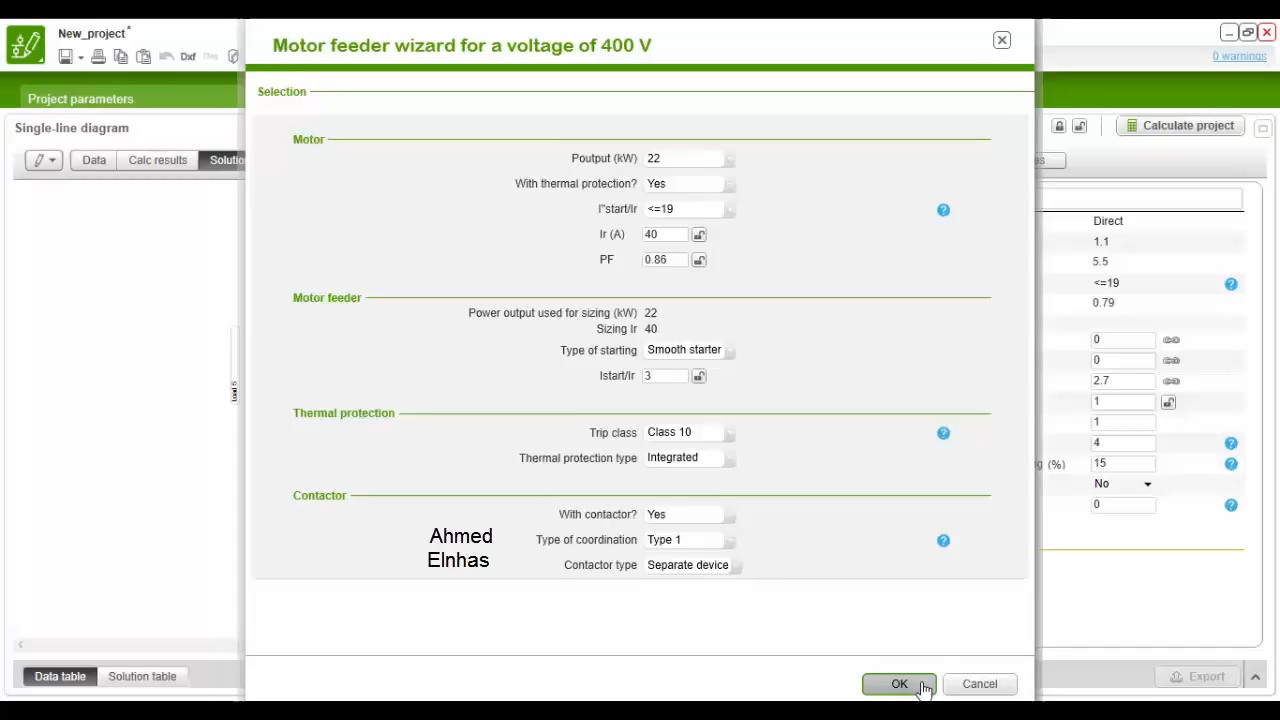 New_project*
Motor feeder wizard for a voltage of 400 V
Dxf
0 warnings
Project parameters
Selection
Single-line diagram
Calculate project
Data
Calc results
Motor
Poutput (kW) 22
With thermal protection? Yes
I"start/Ir <=19
Ir (A) 40
PF 0.86
Motor feeder
Power output used for sizing (kW) 22
Sizing Ir 40
Type of starting Smooth starter
Istart/Ir 3
Thermal protection
Trip class Class 10
Thermal protection type Integrated
Contactor
With contactor? Yes
Type of coordination Type 1
Contactor type Separate device
Ahmed
Elnhas
Direct
1.1
5.5
<=19
0.79
0
0
2.7
1
1
4
(%) 15
No
0
Load 5
Data table
Solution table
OK
Cancel
Export